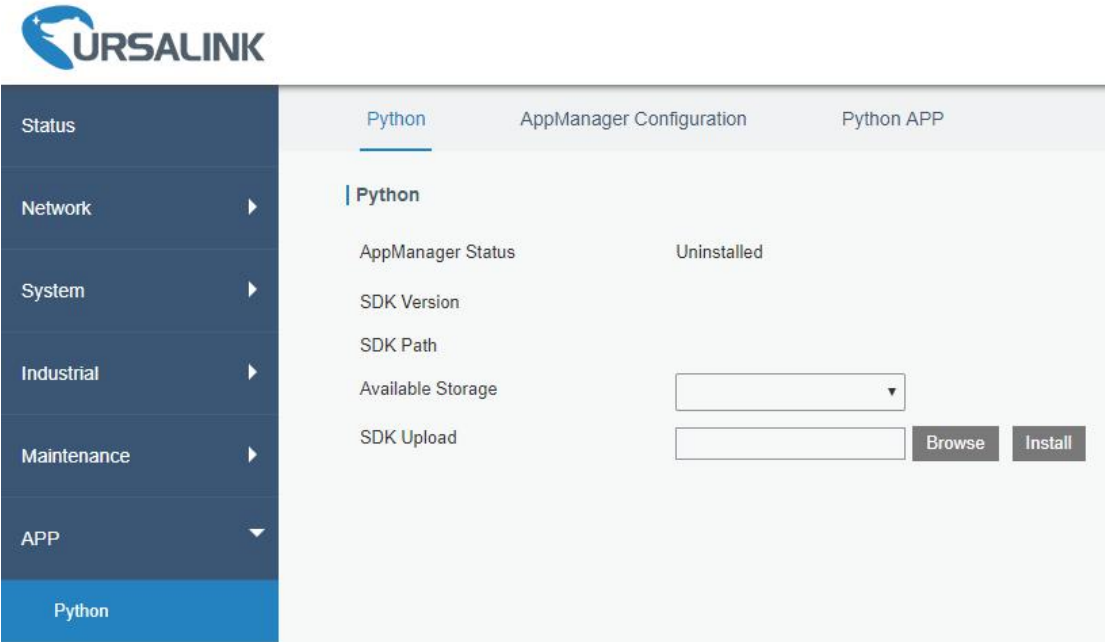 URSALINK
Status
Python AppManager Configuration Python APP
Python
Network
AppManager Status Uninstalled
System
SDK Version
SDK Path
Industrial
Available Storage
SDK Upload Browse Install
Maintenance
APP
Python